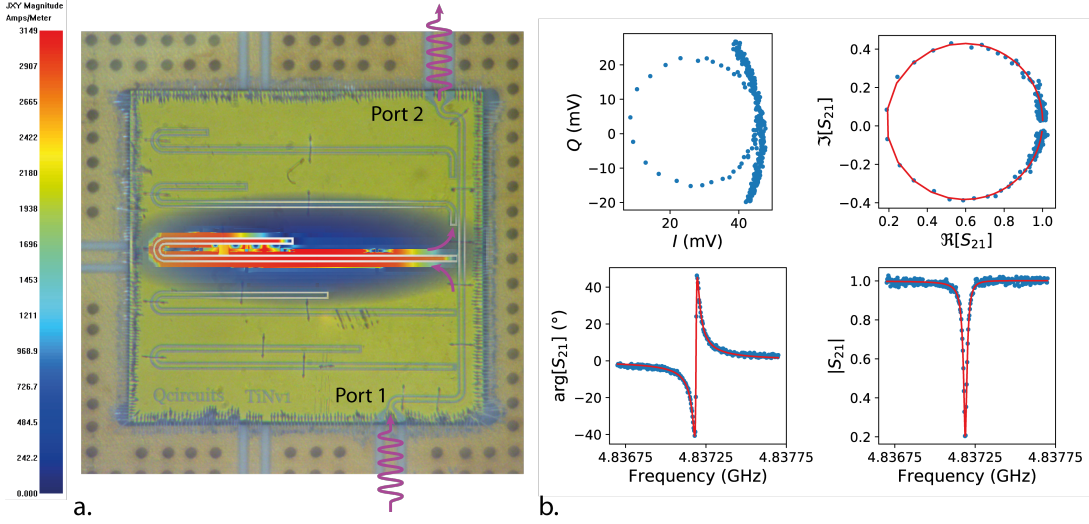 JXY Magnitude
Amps/Meter
3149
2907
2665
2422
2180
1938
1696
1453
1211
968.9
726.7
484.5
242.2
0.000
Port 2
Qcircuits TiNv1
Port 1
a.
20
10
0
−10
−20
Q (mV)
20
40
I (mV)
0.4
0.2
0.0
−0.2
−0.4
ℑ[S21]
0.2 0.4 0.6 0.8 1.0
ℜ[S21]
40
20
0
−20
−40
arg[S21] (°)
4.83675 4.83725 4.83775
Frequency (GHz)
1.0
0.8
0.6
0.4
0.2
|S21|
4.83675 4.83725 4.83775
Frequency (GHz)
b.